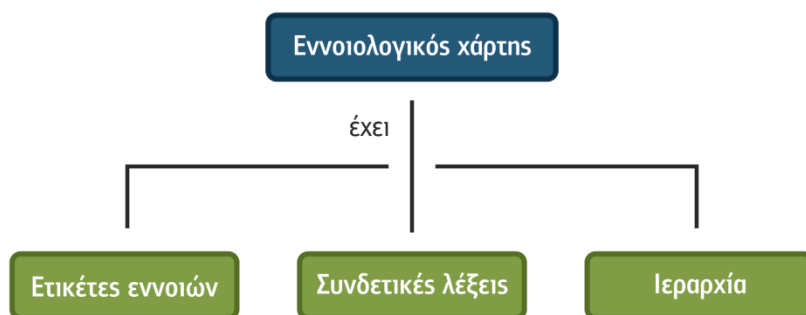 Εννοιολογικός χάρτης
έχει
Ετικέτες εννοιών
Συνδετικές λέξεις
Ιεραρχία